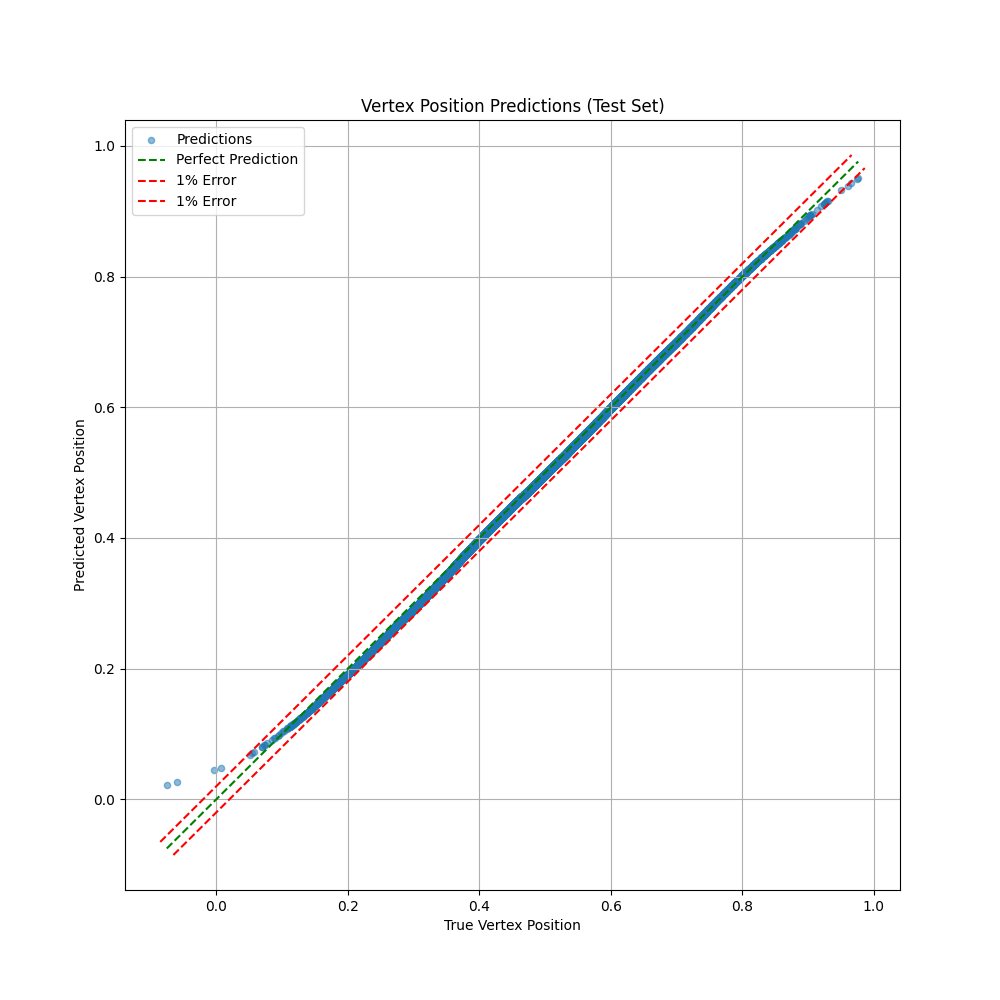 Vertex Position Predictions (Test Set)
Predictions
Perfect Prediction
1% Error
1% Error
1.0
0.8
0.6
0.4
0.2
0.0
Predicted Vertex Position
0.0 0.2 0.4 0.6 0.8 1.0
True Vertex Position